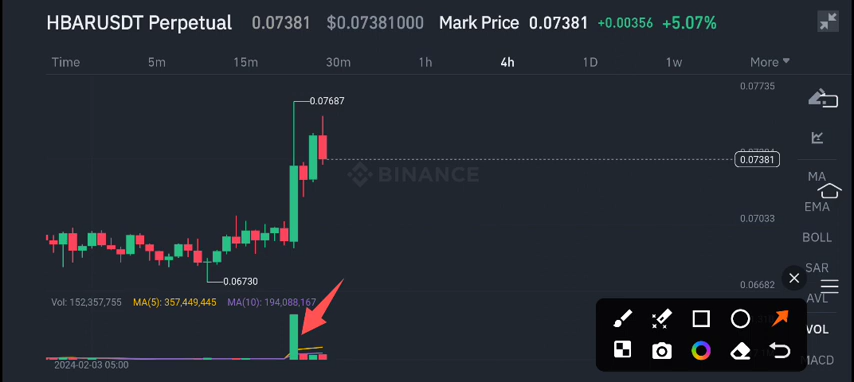 HBARUSDT Perpetual 0.07381 $0.07381000 Mark Price 0.07381 +0.00356 +5.07%
Time 5m 15m 30m 1h 4h 1D 1w More
0.07735
0.07687
0.07381
BINANCE
MA
EMA
0.07033
BOLL
SAR
0.06730
0.06682
AVL
Vol: 152,357,755 MA(5): 357,449,445 MA(10): 194,088,167
VOL
MACD
2024-02-03 05:00